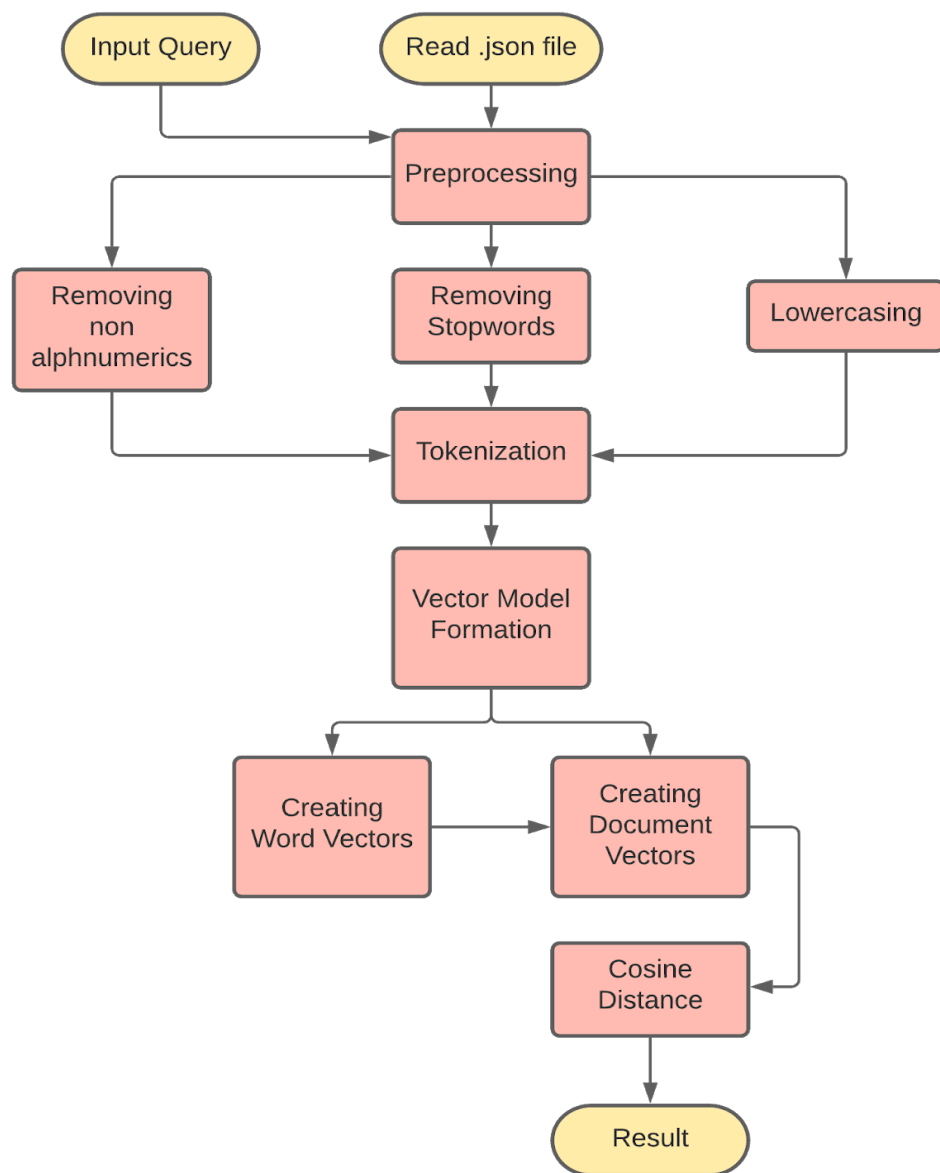 Input Query
Read .json file
Preprocessing
Removing
non
alphnumerics
Removing
Stopwords
Lowercasing
Tokenization
Vector Model
Formation
Creating
Word Vectors
Creating
Document
Vectors
Cosine
Distance
Result